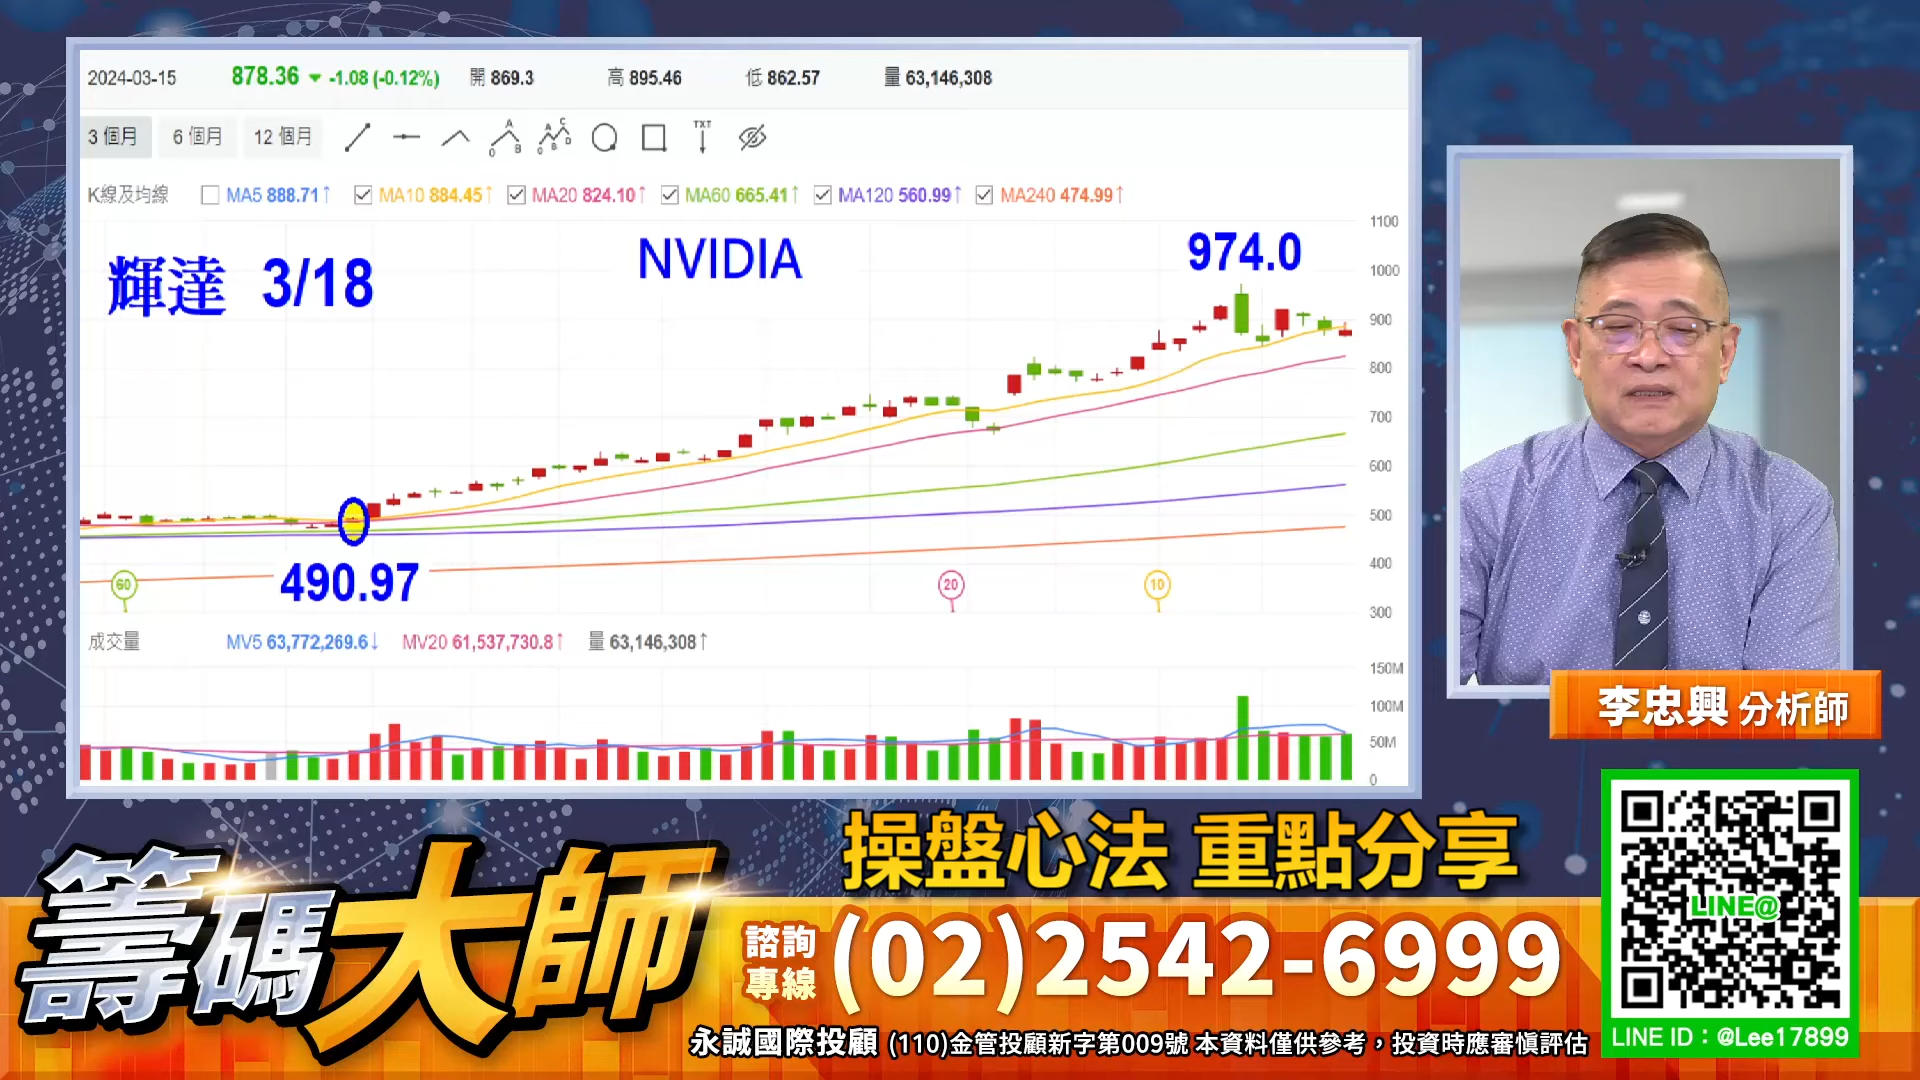 2024-03-15 878.36 ▼ -1.08 (-0.12%) 開 869.3 高 895.46 低 862.57 量 63,146,308
3 個月 6 個月 12 個月
A
0 B
A C
0 B D
TXT
K線及均線 MA5 888.71↑ MA10 884.45↑ MA20 824.10↑ MA60 665.41↑ MA120 560.99↑ MA240 474.99↑
輝達 3/18
NVIDIA
974.0
1100
1000
900
800
700
600
500
400
300
490.97
60
20
10
成交量 MV5 63,772,269.6↓ MV20 61,537,730.8↑ 量 63,146,308↑
150M
100M
50M
0
李忠興 分析師
籌碼大師
操盤心法 重點分享
諮詢專線 (02)2542-6999
永誠國際投顧 (110)金管投顧新字第009號 本資料僅供參考，投資時應審慎評估
LINE@
LINE ID：@Lee17899